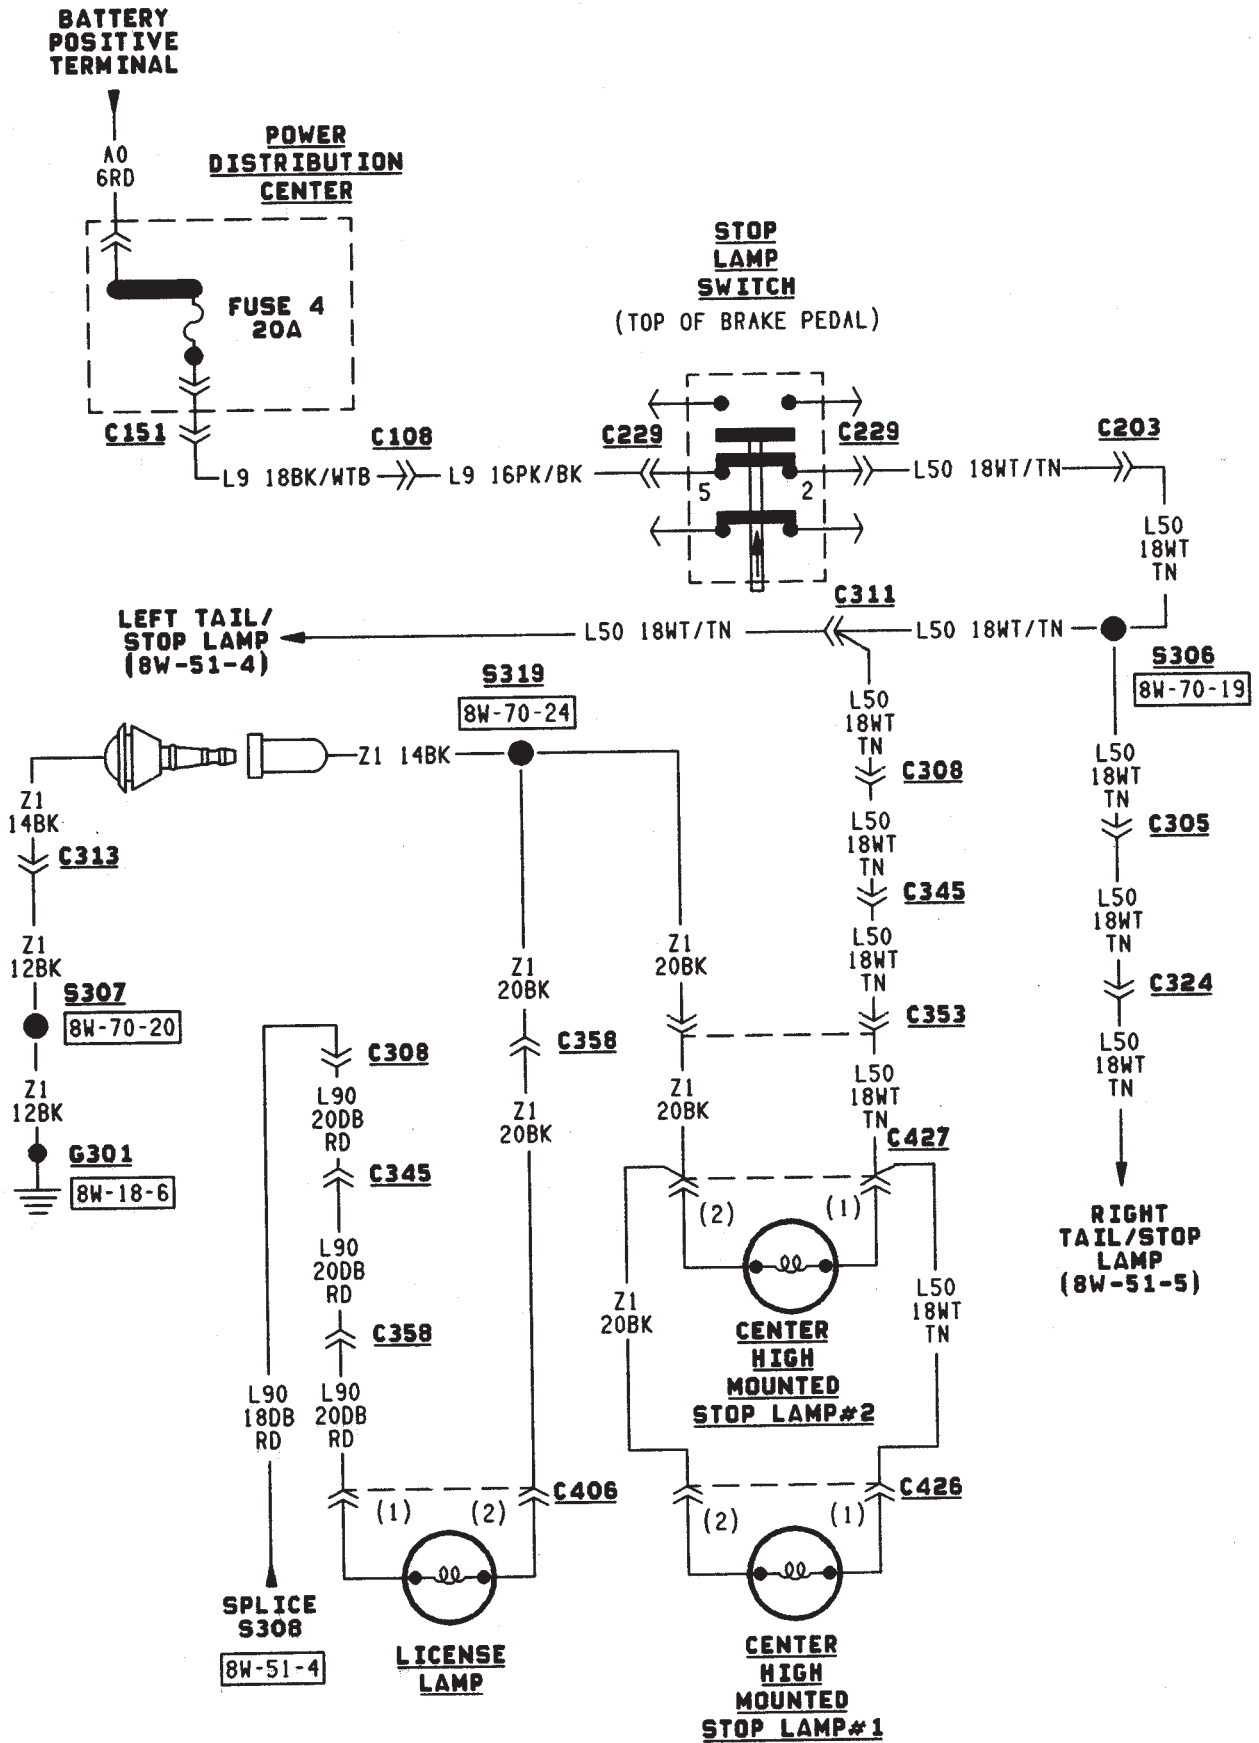 BATTERY
POSITIVE
TERMINAL
A0
6RD
POWER
DISTRIBUTION
CENTER
FUSE 4
20A
C151
STOP
LAMP
SWITCH
(TOP OF BRAKE PEDAL)
L9 18BK/WTB
C108
L9 16PK/BK
C229
5
2
C229
L50 18WT/TN
C203
L50
18WT
TN
LEFT TAIL/
STOP LAMP
(8W-51-4)
L50 18WT/TN
C311
L50 18WT/TN
S306
8W-70-19
S319
8W-70-24
Z1 14BK
Z1
14BK
C313
Z1
12BK
S307
8W-70-20
Z1
12BK
G301
8W-18-6
L50
18WT
TN
C308
L50
18WT
TN
C345
L50
18WT
TN
C353
L50
18WT
TN
C427
L50
18WT
TN
C305
L50
18WT
TN
C324
L50
18WT
TN
RIGHT
TAIL/STOP
LAMP
(8W-51-5)
Z1
20BK
C358
Z1
20BK
Z1
20BK
Z1
20BK
C308
L90
20DB
RD
C345
L90
20DB
RD
C358
L90
18DB
RD
L90
20DB
RD
(1)
(2)
C406
SPLICE
S308
8W-51-4
LICENSE
LAMP
(2)
(1)
Z1
20BK
L50
18WT
TN
CENTER
HIGH
MOUNTED
STOP LAMP#2
(2)
(1)
C426
CENTER
HIGH
MOUNTED
STOP LAMP#1